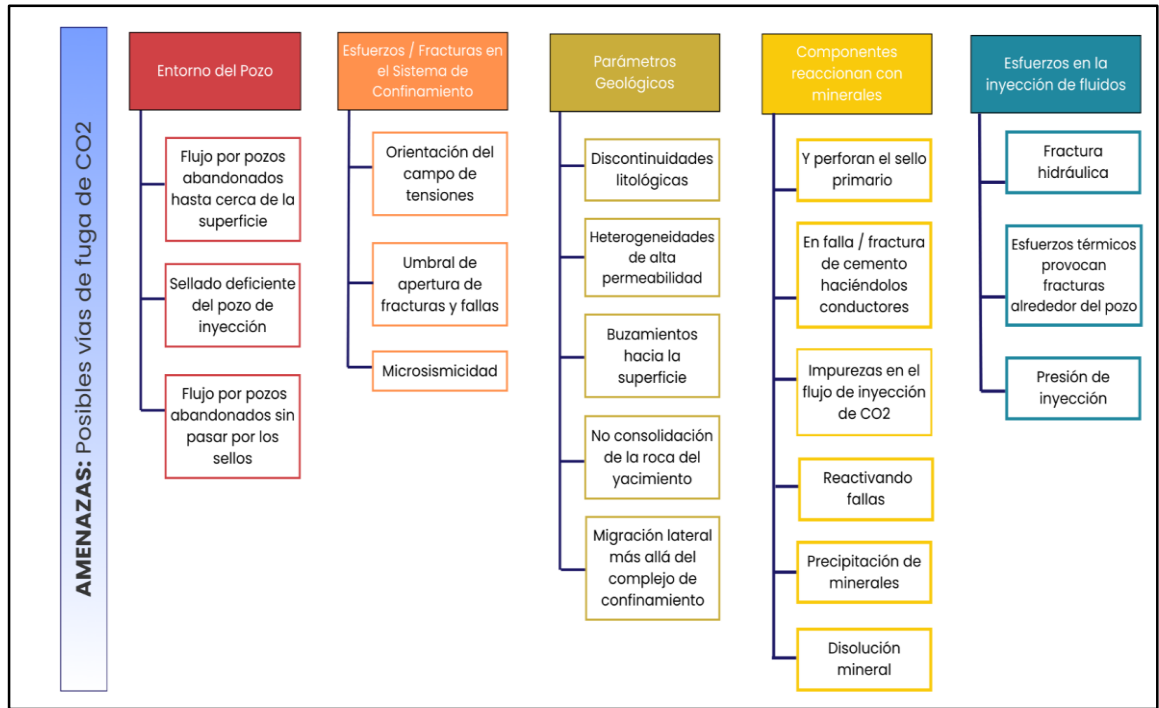 AMENAZAS: Posibles vías de fuga de CO2
Entorno del Pozo
Flujo por pozos
abandonados
hasta cerca de la
superficie
Sellado deficiente
del pozo de
inyección
Flujo por pozos
abandonados sin
pasar por los
sellos
Esfuerzos / Fracturas en
el Sistema de
Confinamiento
Orientación del
campo de
tensiones
Umbral de
apertura de
fracturas y fallas
Microsismicidad
Parámetros
Geológicos
Discontinuidades
litológicas
Heterogeneidades
de alta
permeabilidad
Buzamientos
hacia la
superficie
No consolidación
de la roca del
yacimiento
Migración lateral
más allá del
complejo de
confinamiento
Componentes
reaccionan con
minerales
Y perforan el sello
primario
En falla / fractura
de cemento
haciéndolos
conductores
Impurezas en el
flujo de inyección
de CO2
Reactivando
fallas
Precipitación de
minerales
Disolución
mineral
Esfuerzos en la
inyección de fluidos
Fractura
hidráulica
Esfuerzos térmicos
provocan
fracturas
alrededor del pozo
Presión de
inyección